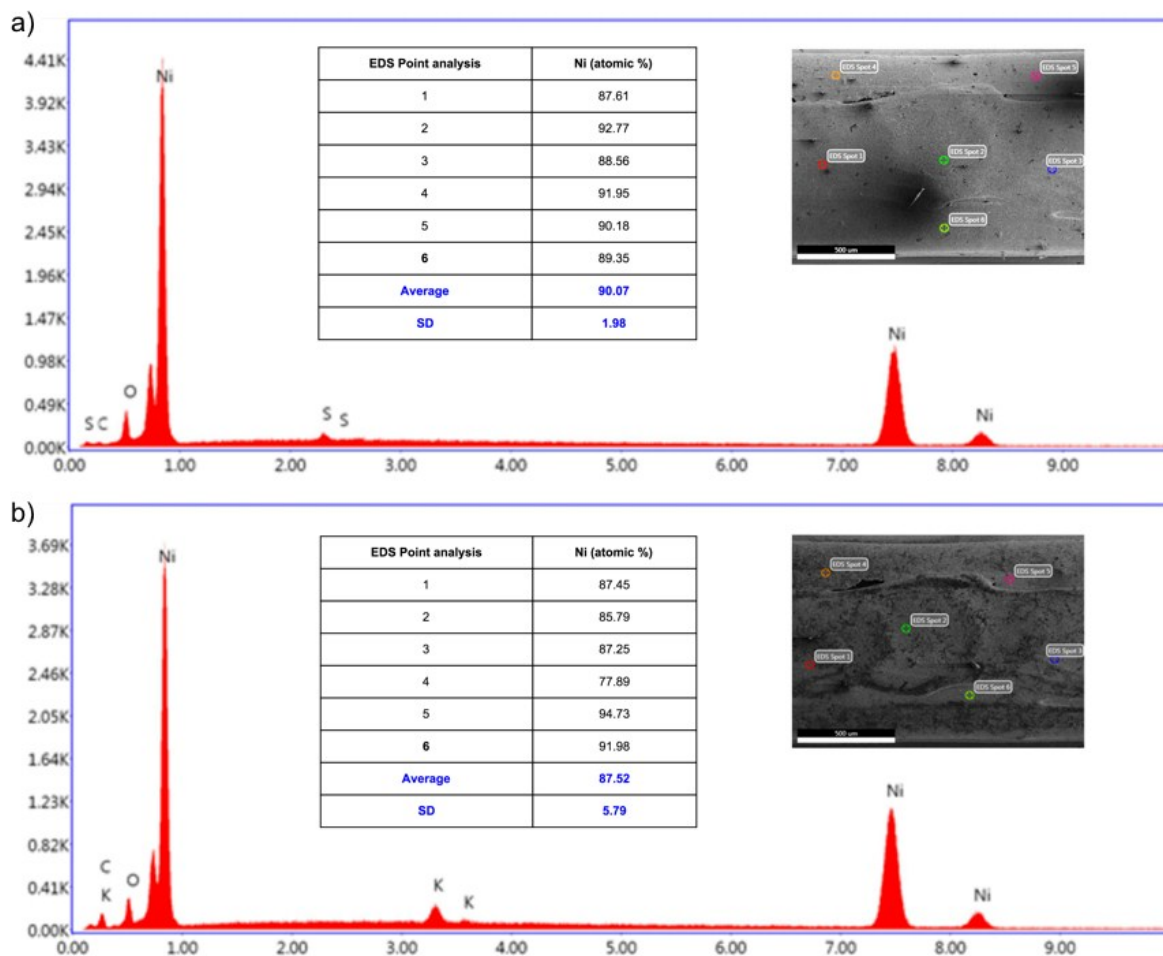 a)
4.41K
3.92K
3.43K
2.94K
2.45K
1.96K
1.47K
0.98K
0.49K
0.00K
Ni
O
S C
S S
Ni
Ni
0.00 1.00 2.00 3.00 4.00 5.00 6.00 7.00 8.00 9.00
EDS Point analysis Ni (atomic %)
1 87.61
2 92.77
3 88.56
4 91.95
5 90.18
6 89.35
Average 90.07
SD 1.98
EDS Spot 4 EDS Spot 5
EDS Spot 1 EDS Spot 2 EDS Spot 3
EDS Spot 6
500 um
b)
3.69K
3.28K
2.87K
2.46K
2.05K
1.64K
1.23K
0.82K
0.41K
0.00K
Ni
C
K O
K K
Ni
Ni
0.00 1.00 2.00 3.00 4.00 5.00 6.00 7.00 8.00 9.00
EDS Point analysis Ni (atomic %)
1 87.45
2 85.79
3 87.25
4 77.89
5 94.73
6 91.98
Average 87.52
SD 5.79
EDS Spot 4 EDS Spot 5
EDS Spot 2
EDS Spot 1 EDS Spot 3
EDS Spot 6
500 um